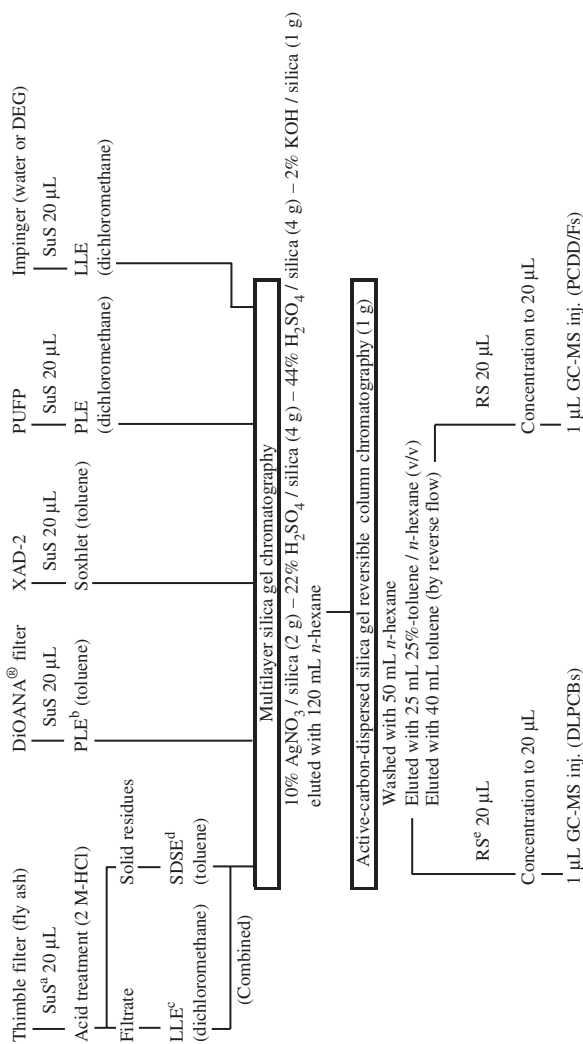 Thimble filter (fly ash)
SuSᵃ 20 µL
Acid treatment (2 M-HCl)
Filtrate
LLEᶜ
(dichloromethane)
Solid residues
SDSEᵈ
(toluene)
(Combined)
DiOANA® filter
SuS 20 µL
PLEᵇ (toluene)
XAD-2
SuS 20 µL
Soxhlet (toluene)
PUFP
SuS 20 µL
PLE
(dichloromethane)
Impinger (water or DEG)
SuS 20 µL
LLE
(dichloromethane)
Multilayer silica gel chromatography
10% AgNO₃ / silica (2 g) – 22% H₂SO₄ / silica (4 g) – 44% H₂SO₄ / silica (4 g) – 2% KOH / silica (1 g)
eluted with 120 mL n-hexane
Active-carbon-dispersed silica gel reversible column chromatography (1 g)
Washed with 50 mL n-hexane
Eluted with 25 mL 25%-toluene / n-hexane (v/v)
Eluted with 40 mL toluene (by reverse flow)
RSᵉ 20 µL
Concentration to 20 µL
1 µL GC-MS inj. (DLPCBs)
RS 20 µL
Concentration to 20 µL
1 µL GC-MS inj. (PCDD/Fs)